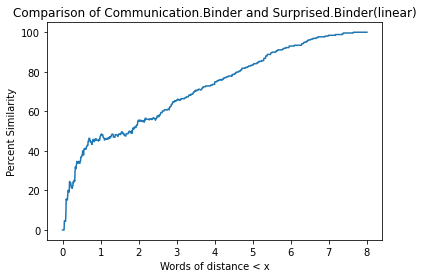 Comparison of Communication.Binder and Surprised.Binder(linear)
100
80
60
40
20
0
Percent Similarity
0 1 2 3 4 5 6 7 8
Words of distance < x